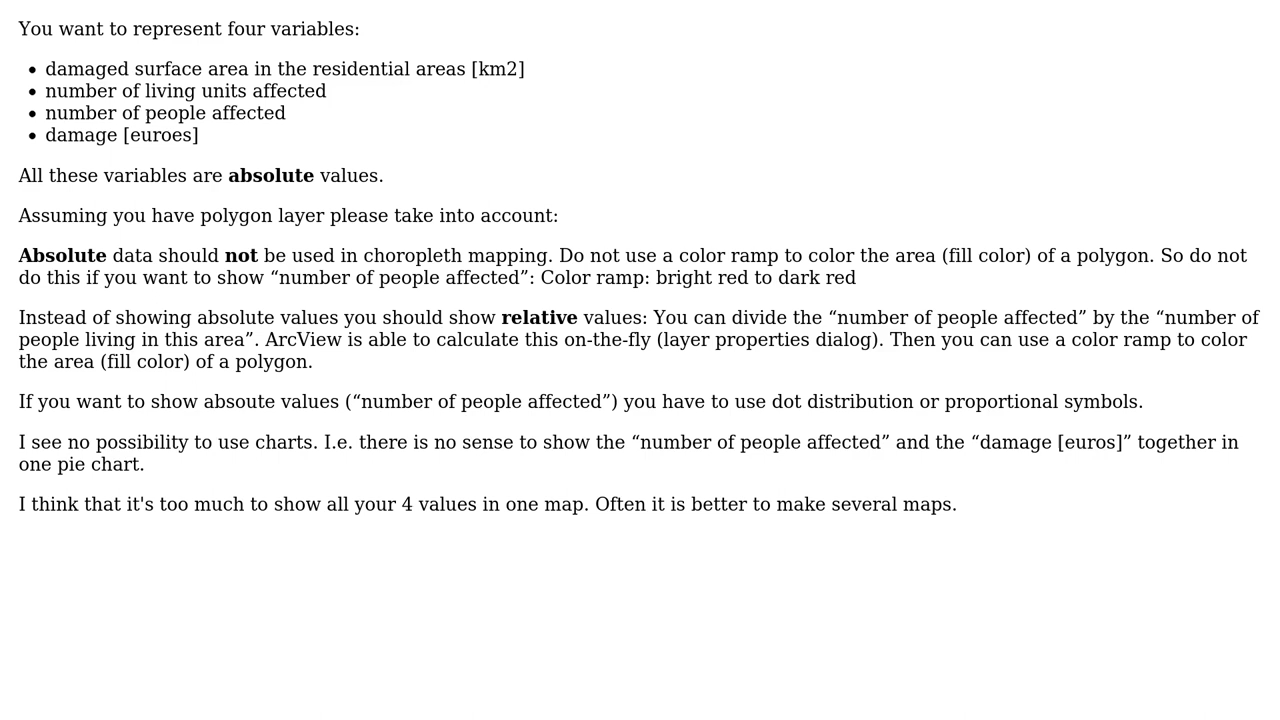 You want to represent four variables:
• damaged surface area in the residential areas [km2]
• number of living units affected
• number of people affected
• damage [euroes]
All these variables are absolute values.
Assuming you have polygon layer please take into account:
Absolute data should not be used in choropleth mapping. Do not use a color ramp to color the area (fill color) of a polygon. So do not
do this if you want to show “number of people affected”: Color ramp: bright red to dark red
Instead of showing absolute values you should show relative values: You can divide the “number of people affected” by the “number of
people living in this area”. ArcView is able to calculate this on-the-fly (layer properties dialog). Then you can use a color ramp to color
the area (fill color) of a polygon.
If you want to show absoute values (“number of people affected”) you have to use dot distribution or proportional symbols.
I see no possibility to use charts. I.e. there is no sense to show the “number of people affected” and the “damage [euros]” together in
one pie chart.
I think that it's too much to show all your 4 values in one map. Often it is better to make several maps.